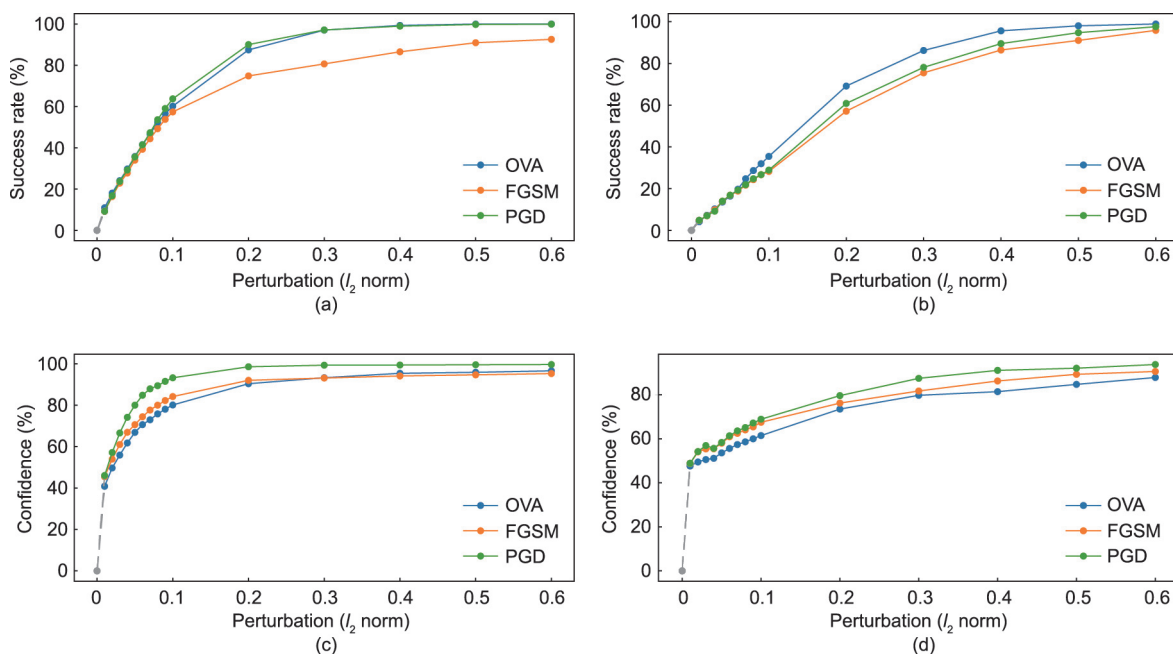 100
80
60
40
20
0
Success rate (%)
OVA
FGSM
PGD
0 0.1 0.2 0.3 0.4 0.5 0.6
Perturbation (l2 norm)
(a)
100
80
60
40
20
0
Success rate (%)
OVA
FGSM
PGD
0 0.1 0.2 0.3 0.4 0.5 0.6
Perturbation (l2 norm)
(b)
100
80
60
40
20
0
Confidence (%)
OVA
FGSM
PGD
0 0.1 0.2 0.3 0.4 0.5 0.6
Perturbation (l2 norm)
(c)
80
60
40
20
0
Confidence (%)
OVA
FGSM
PGD
0 0.1 0.2 0.3 0.4 0.5 0.6
Perturbation (l2 norm)
(d)